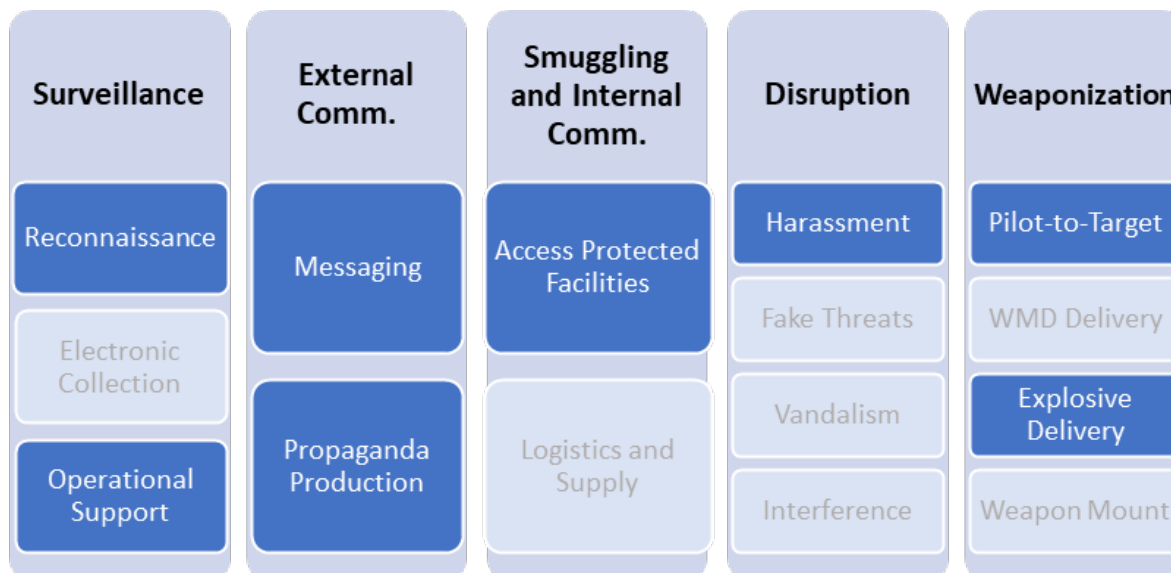 Surveillance
Reconnaissance
Electronic
Collection
Operational
Support
External
Comm.
Messaging
Propaganda
Production
Smuggling
and Internal
Comm.
Access Protected
Facilities
Logistics and
Supply
Disruption
Harassment
Fake Threats
Vandalism
Interference
Weaponization
Pilot-to-Target
WMD Delivery
Explosive
Delivery
Weapon Mount